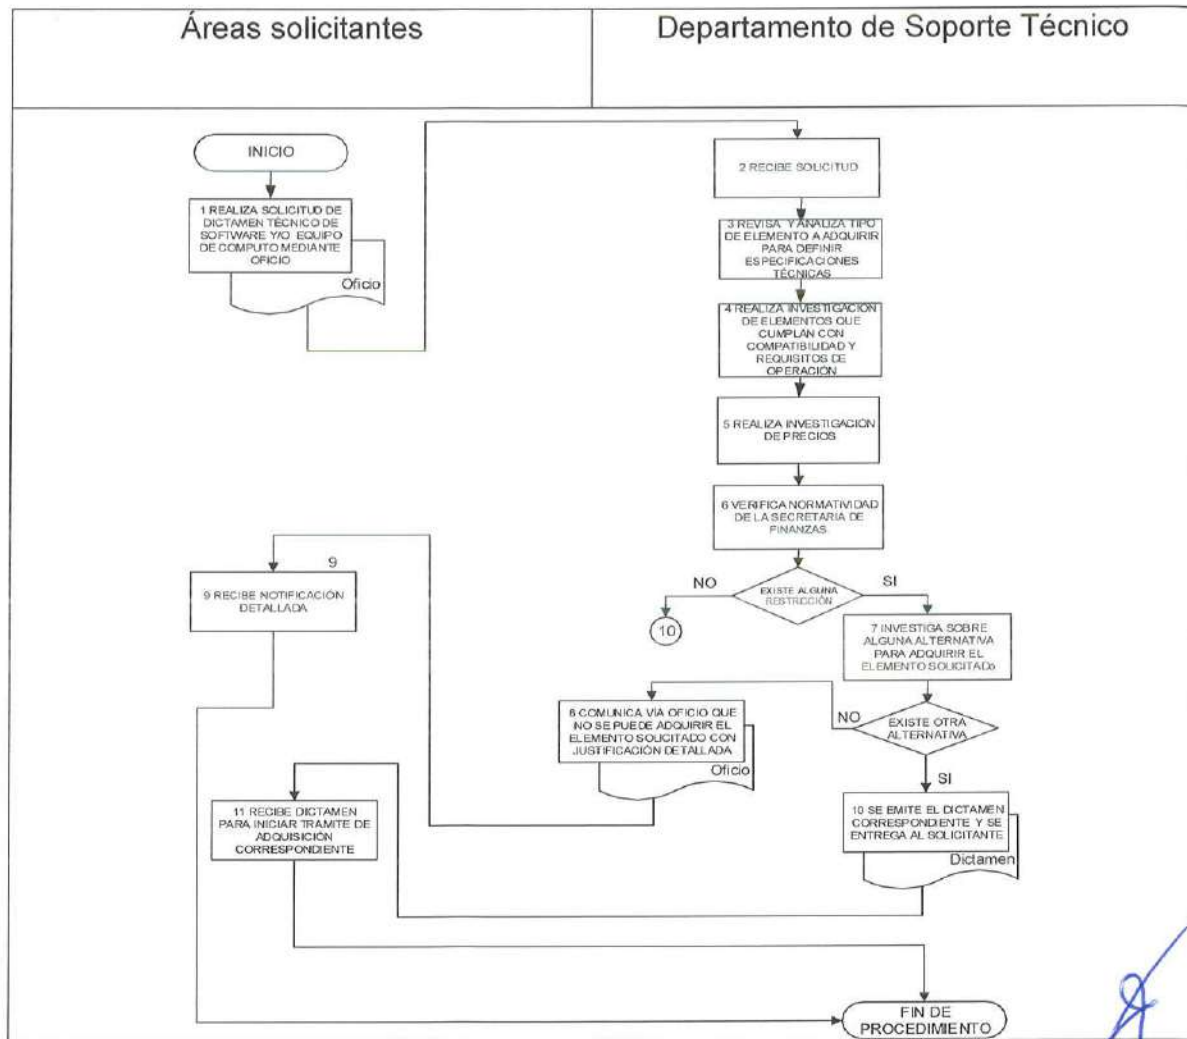 Áreas solicitantes
Departamento de Soporte Técnico
INICIO
1 REALIZA SOLICITUD DE
DICTAMEN TÉCNICO DE
SOFTWARE Y/O EQUIPO
DE COMPUTO MEDIANTE
OFICIO
Oficio
2 RECIBE SOLICITUD
3 REVISA Y ANALIZA TIPO
DE ELEMENTO A ADQUIRIR
PARA DEFINIR
ESPECIFICACIONES
TÉCNICAS
4 REALIZA INVESTIGACION
DE ELEMENTOS QUE
CUMPLAN CON
COMPATIBILIDAD Y
REQUISITOS DE
OPERACIÓN
5 REALIZA INVESTIGACION
DE PRECIOS
6 VERIFICA NORMATIVIDAD
DE LA SECRETARIA DE
FINANZAS
EXISTE ALGUNA
RESTRICCIÓN
NO
SI
10
7 INVESTIGA SOBRE
ALGUNA ALTERNATIVA
PARA ADQUIRIR EL
ELEMENTO SOLICITADo
EXISTE OTRA
ALTERNATIVA
NO
SI
8 COMUNICA VÍA OFICIO QUE
NO SE PUEDE ADQUIRIR EL
ELEMENTO SOLICITADO CON
JUSTIFICACIÓN DETALLADA
Oficio
9
9 RECIBE NOTIFICACIÓN
DETALLADA
10 SE EMITE EL DICTAMEN
CORRESPONDIENTE Y SE
ENTREGA AL SOLICITANTE
Dictamen
11 RECIBE DICTAMEN
PARA INICIAR TRAMITE DE
ADQUISICIÓN
CORRESPONDIENTE
FIN DE
PROCEDIMIENTO